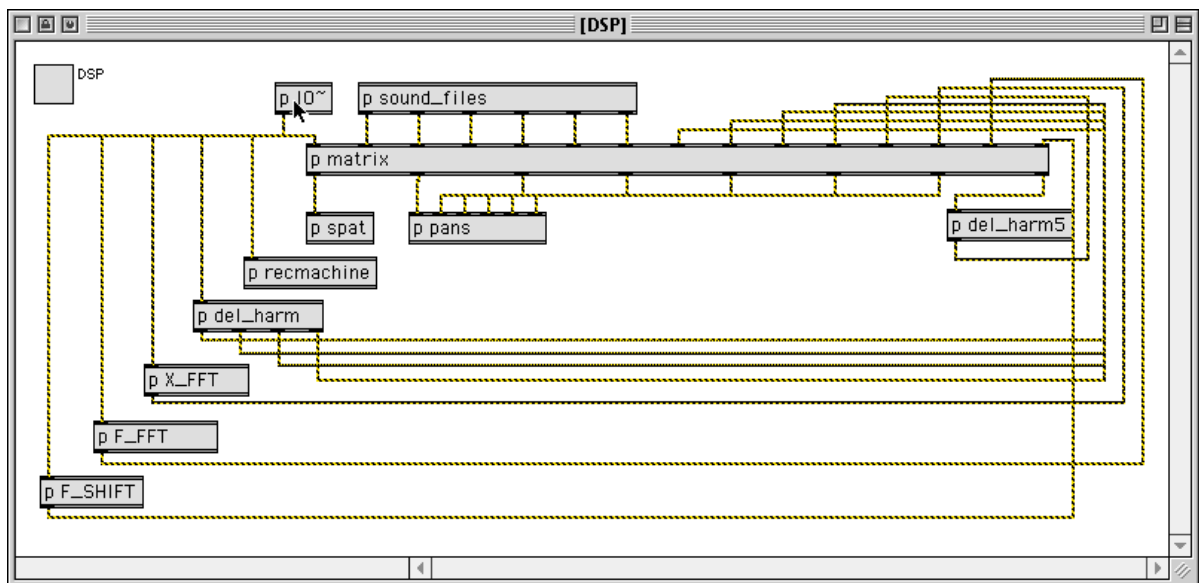 [DSP]
DSP
p IO~
p sound_files
p matrix
p spat
p pans
p del_harm5
p recmachine
p del_harm
p X_FFT
p F_FFT
p F_SHIFT